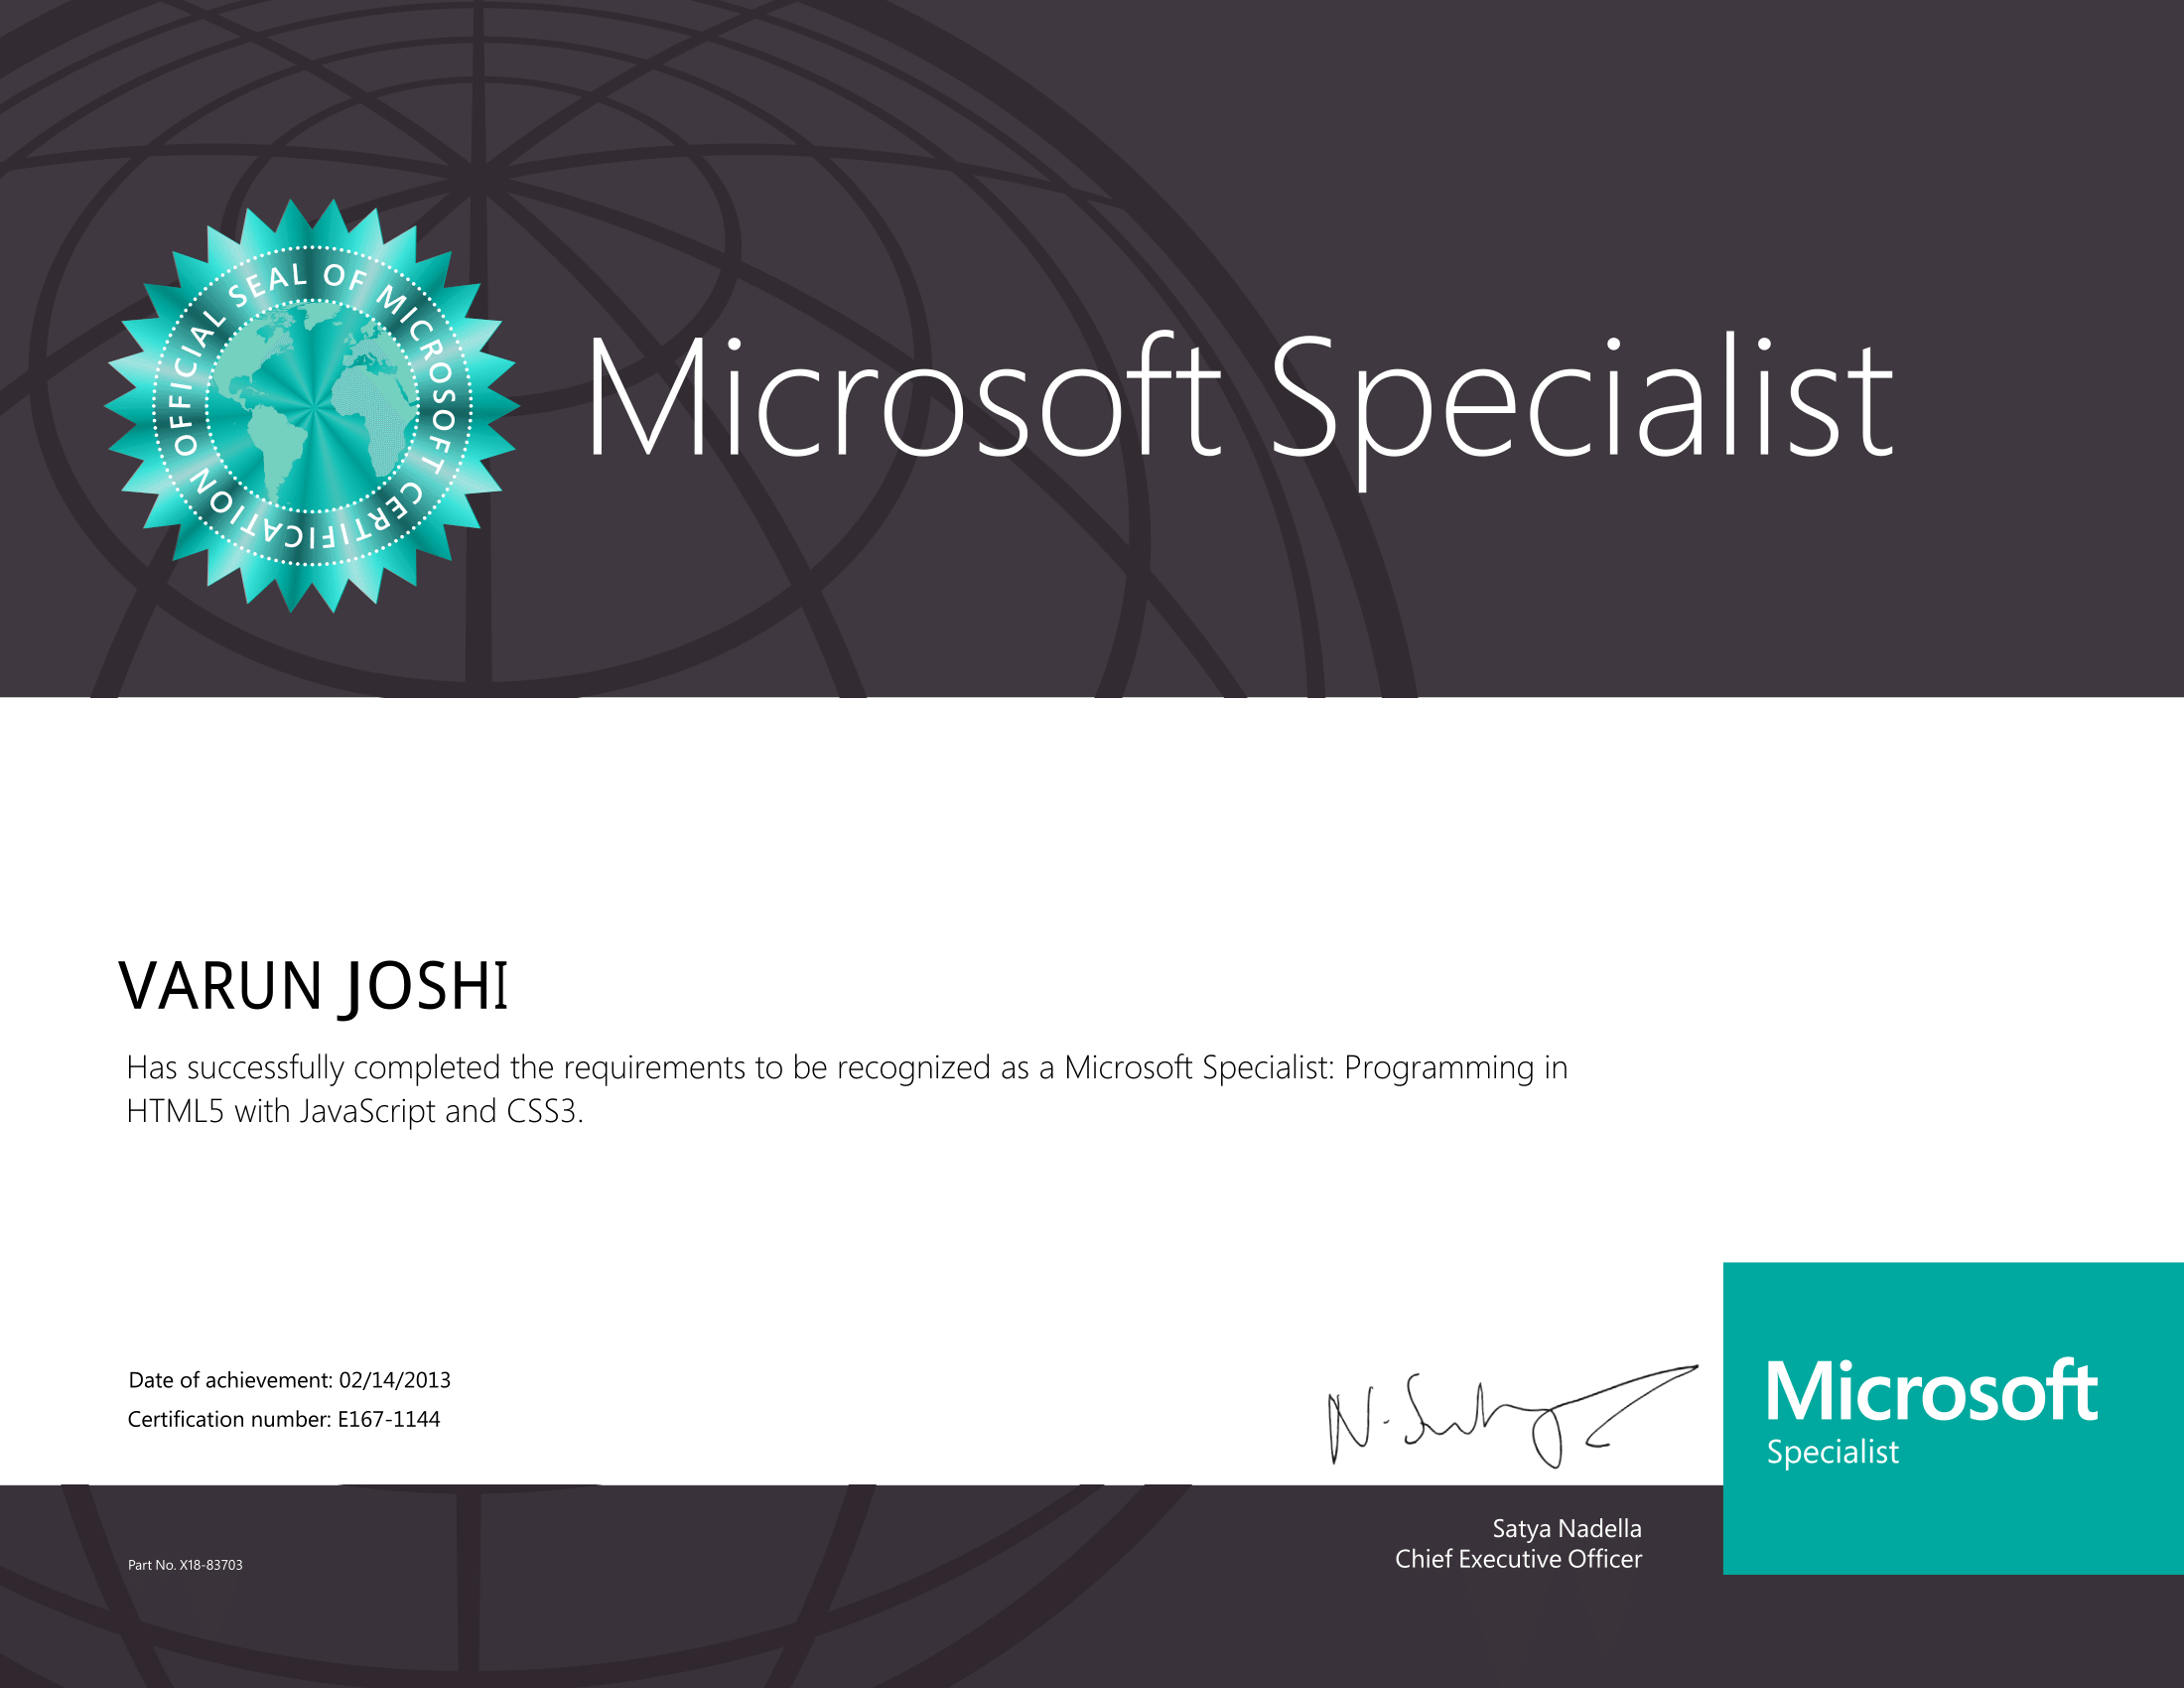 OFFICIAL SEAL OF MICROSOFT CERTIFICATION
Microsoft Specialist
VARUN JOSHI
Has successfully completed the requirements to be recognized as a Microsoft Specialist: Programming in
HTML5 with JavaScript and CSS3.
Date of achievement: 02/14/2013
Certification number: E167-1144
Microsoft
Specialist
Satya Nadella
Chief Executive Officer
Part No. X18-83703